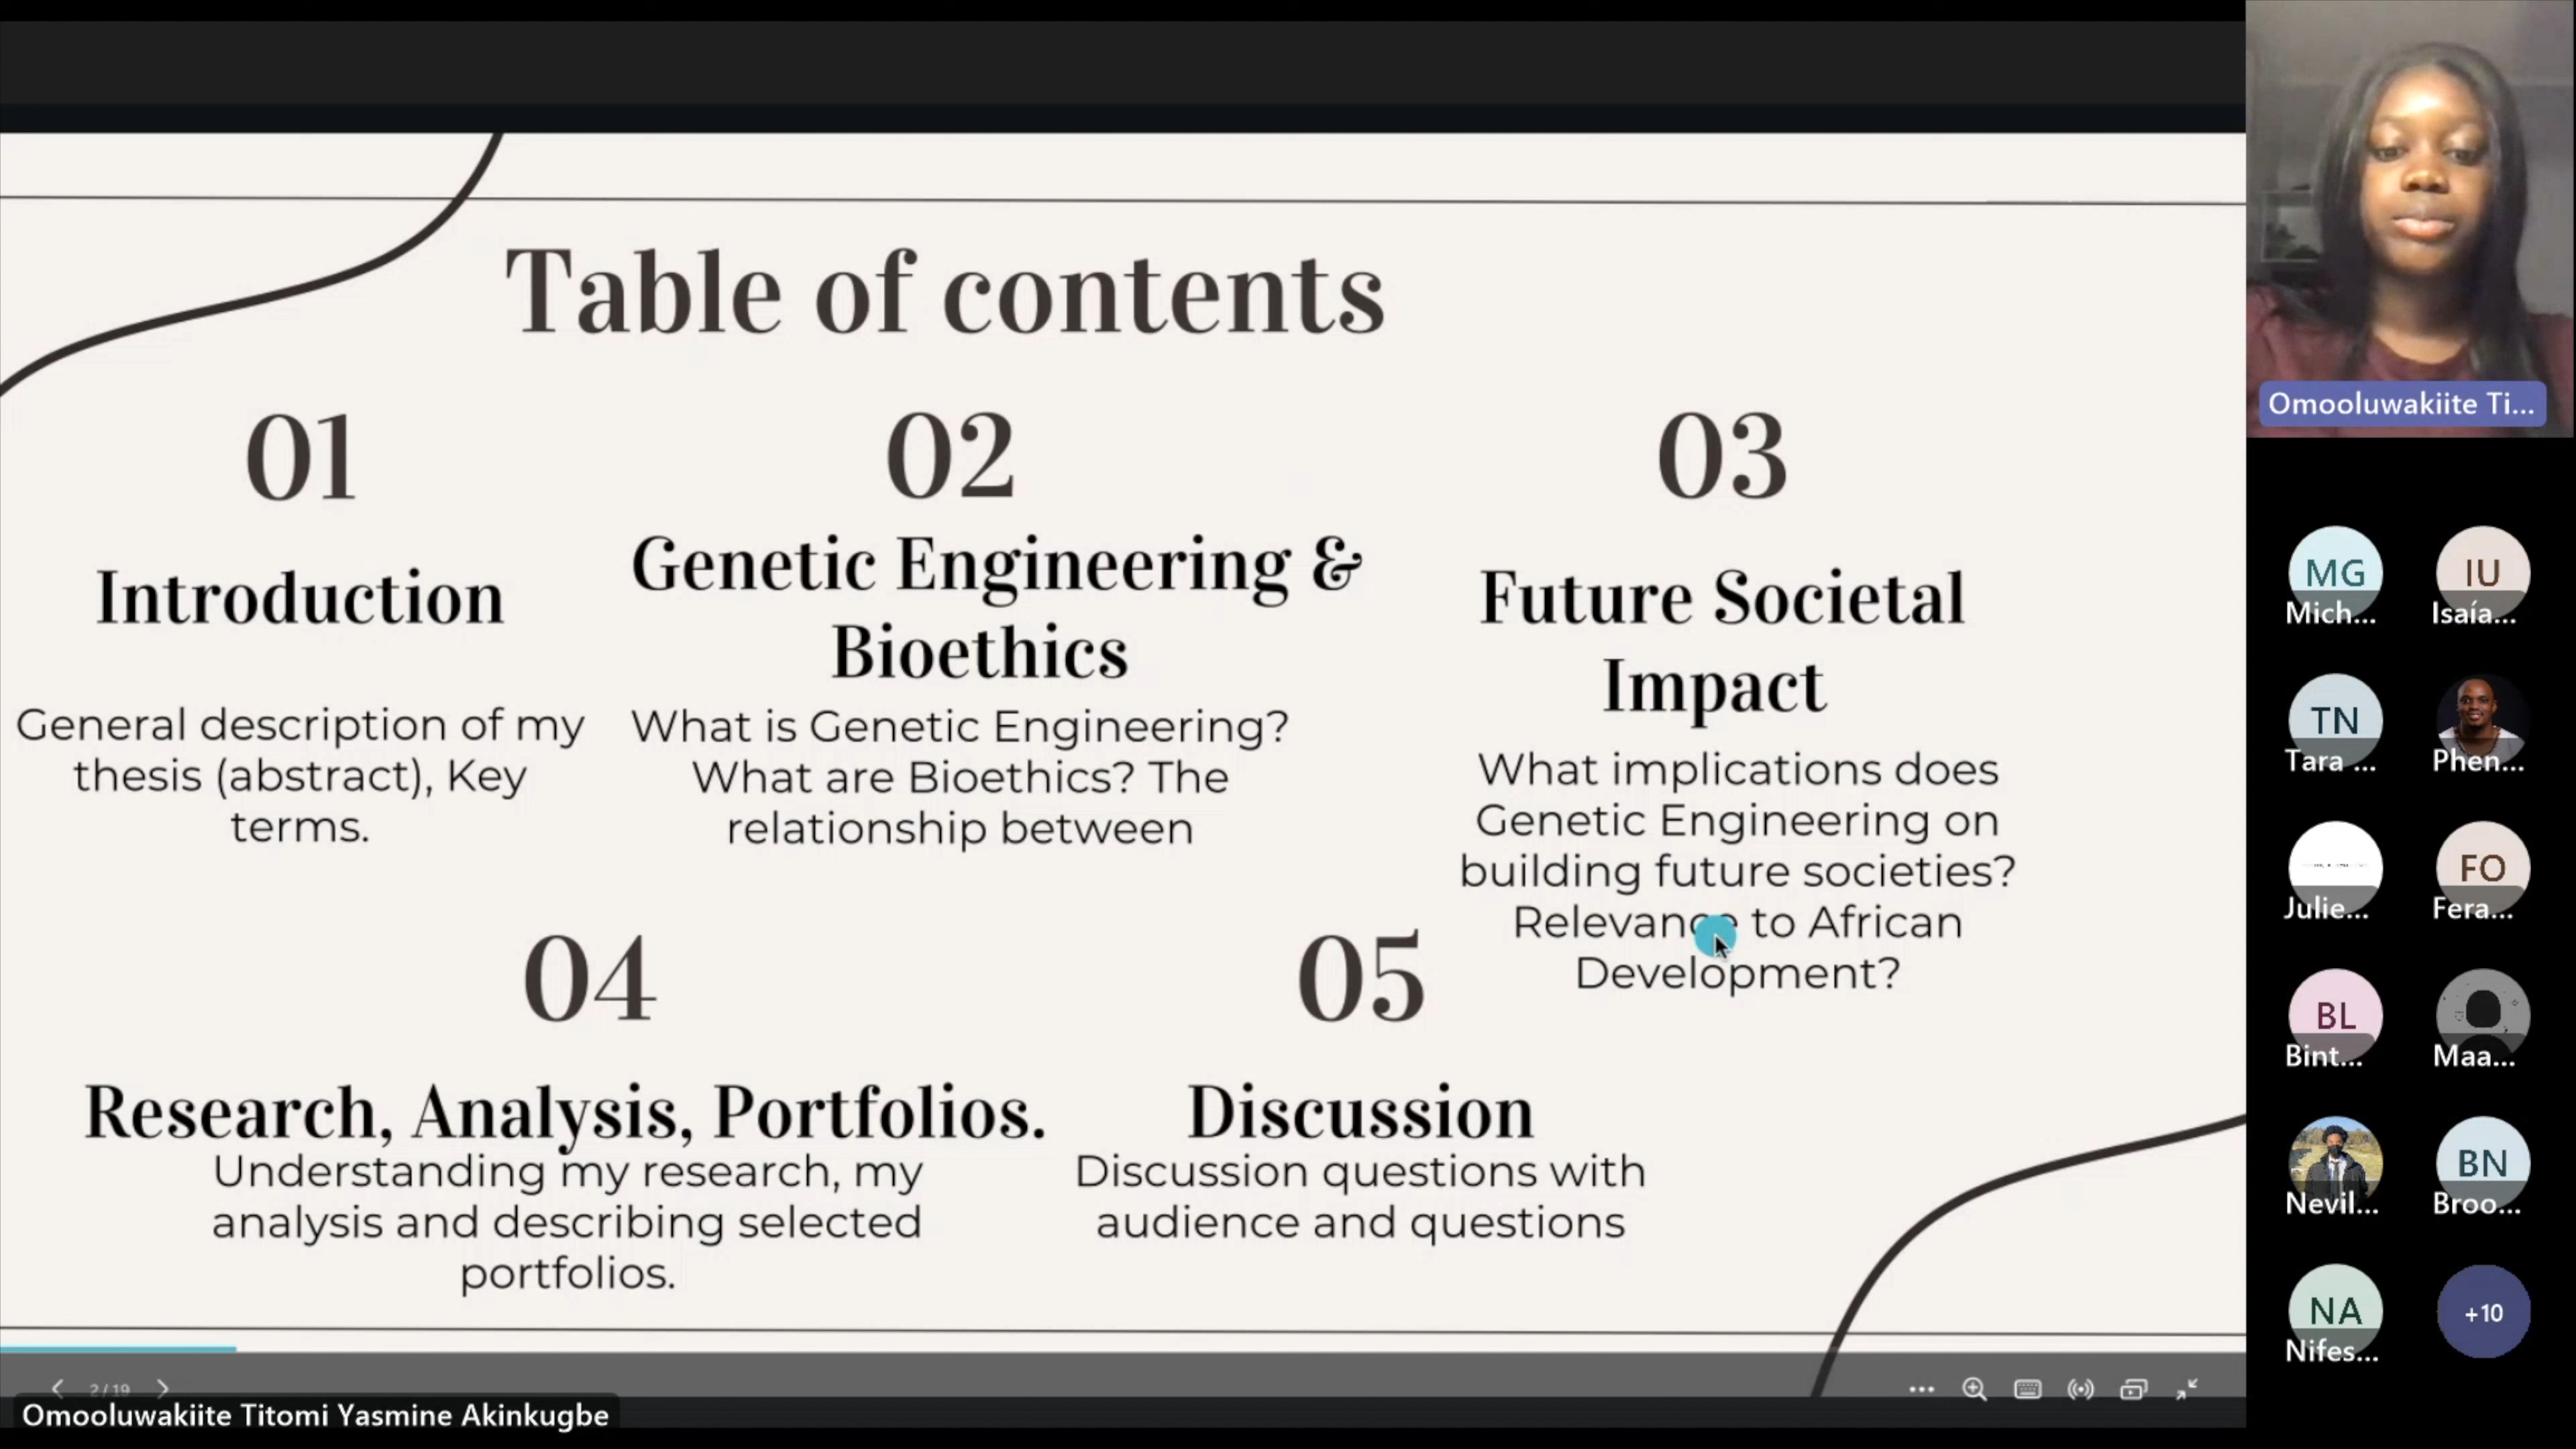 Table of contents
01
Introduction
General description of my
thesis (abstract), Key
terms.
02
Genetic Engineering &
Bioethics
What is Genetic Engineering?
What are Bioethics? The
relationship between
03
Future Societal
Impact
What implications does
Genetic Engineering on
building future societies?
Relevance to African
Development?
04
Research, Analysis, Portfolios.
Understanding my research, my
analysis and describing selected
portfolios.
05
Discussion
Discussion questions with
audience and questions
2 / 19
Omooluwakiite Titomi Yasmine Akinkugbe
Omooluwakiite Ti...
MG
Mich...
IU
Isaía...
TN
Tara ...
Phen...
Julie...
FO
Fera...
BL
Bint...
Maa...
Nevil...
BN
Broo...
NA
Nifes...
+10